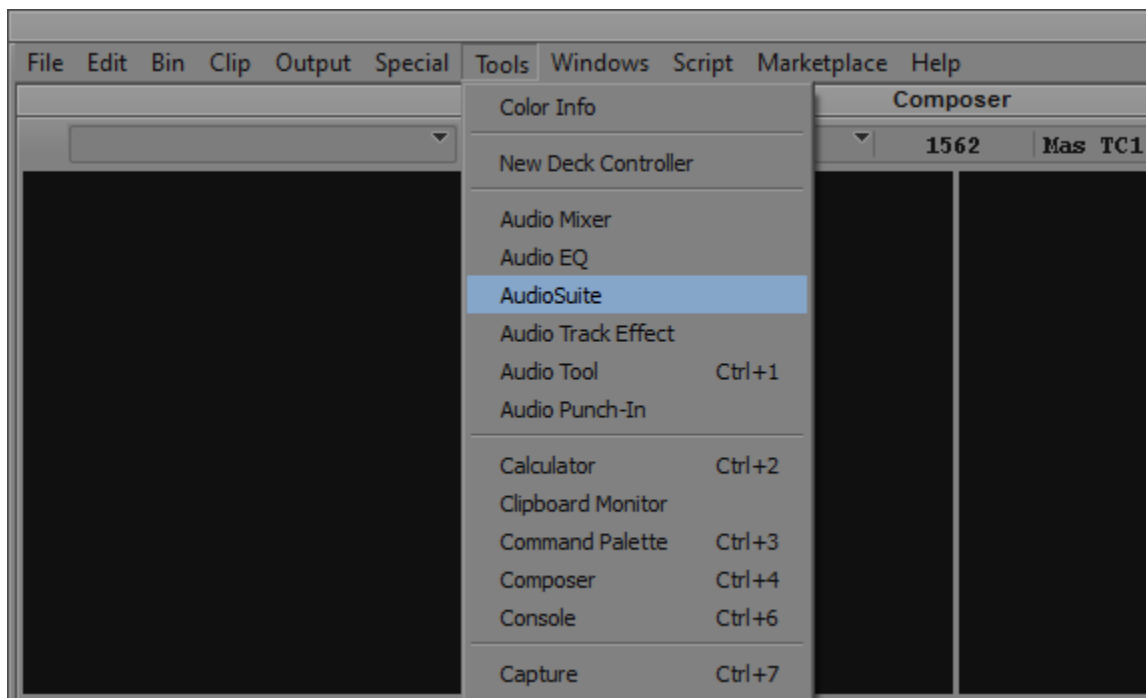 File Edit Bin Clip Output Special Tools Windows Script Marketplace Help
Composer
1562 Mas TC1
Color Info
New Deck Controller
Audio Mixer
Audio EQ
AudioSuite
Audio Track Effect
Audio Tool Ctrl+1
Audio Punch-In
Calculator Ctrl+2
Clipboard Monitor
Command Palette Ctrl+3
Composer Ctrl+4
Console Ctrl+6
Capture Ctrl+7